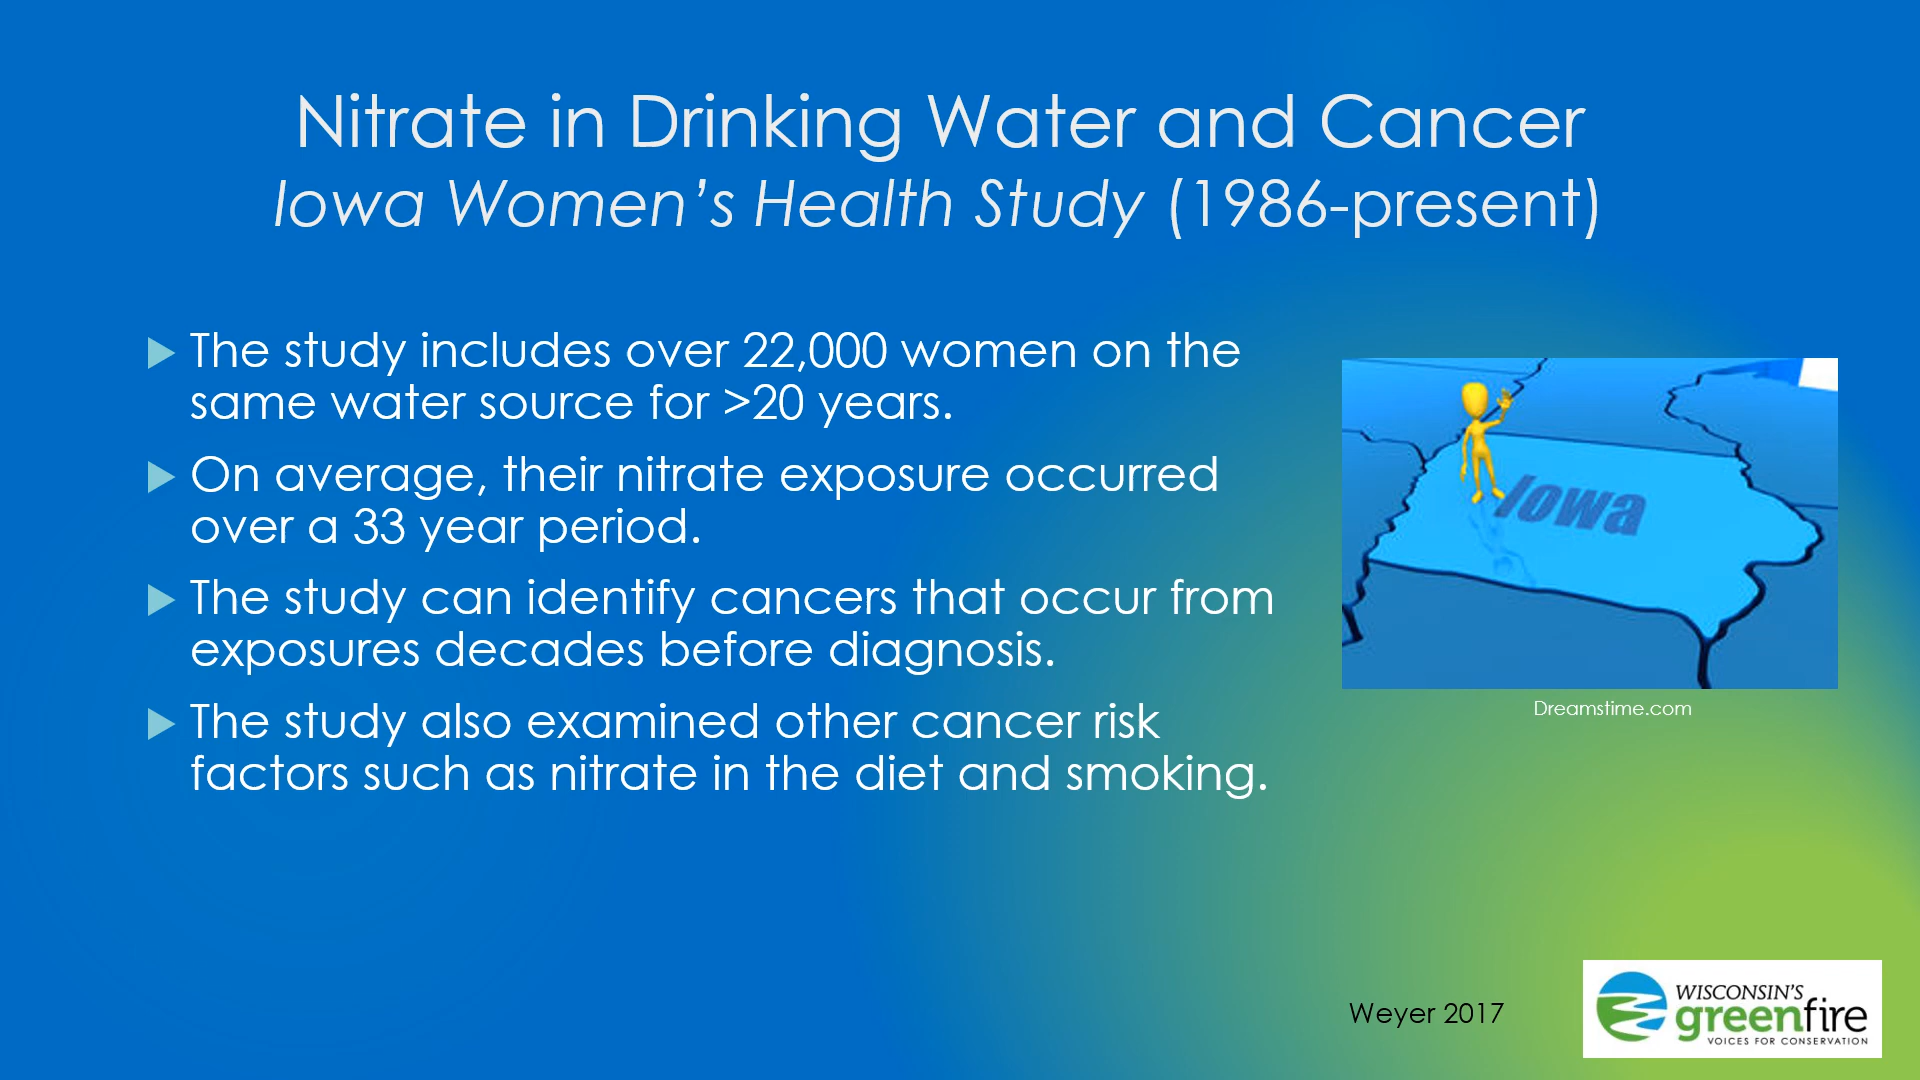 Nitrate in Drinking Water and Cancer
Iowa Women’s Health Study (1986-present)
The study includes over 22,000 women on the
same water source for >20 years.
On average, their nitrate exposure occurred
over a 33 year period.
The study can identify cancers that occur from
exposures decades before diagnosis.
The study also examined other cancer risk
factors such as nitrate in the diet and smoking.
Iowa
Dreamstime.com
Weyer 2017
WISCONSIN'S
greenfire
VOICES FOR CONSERVATION